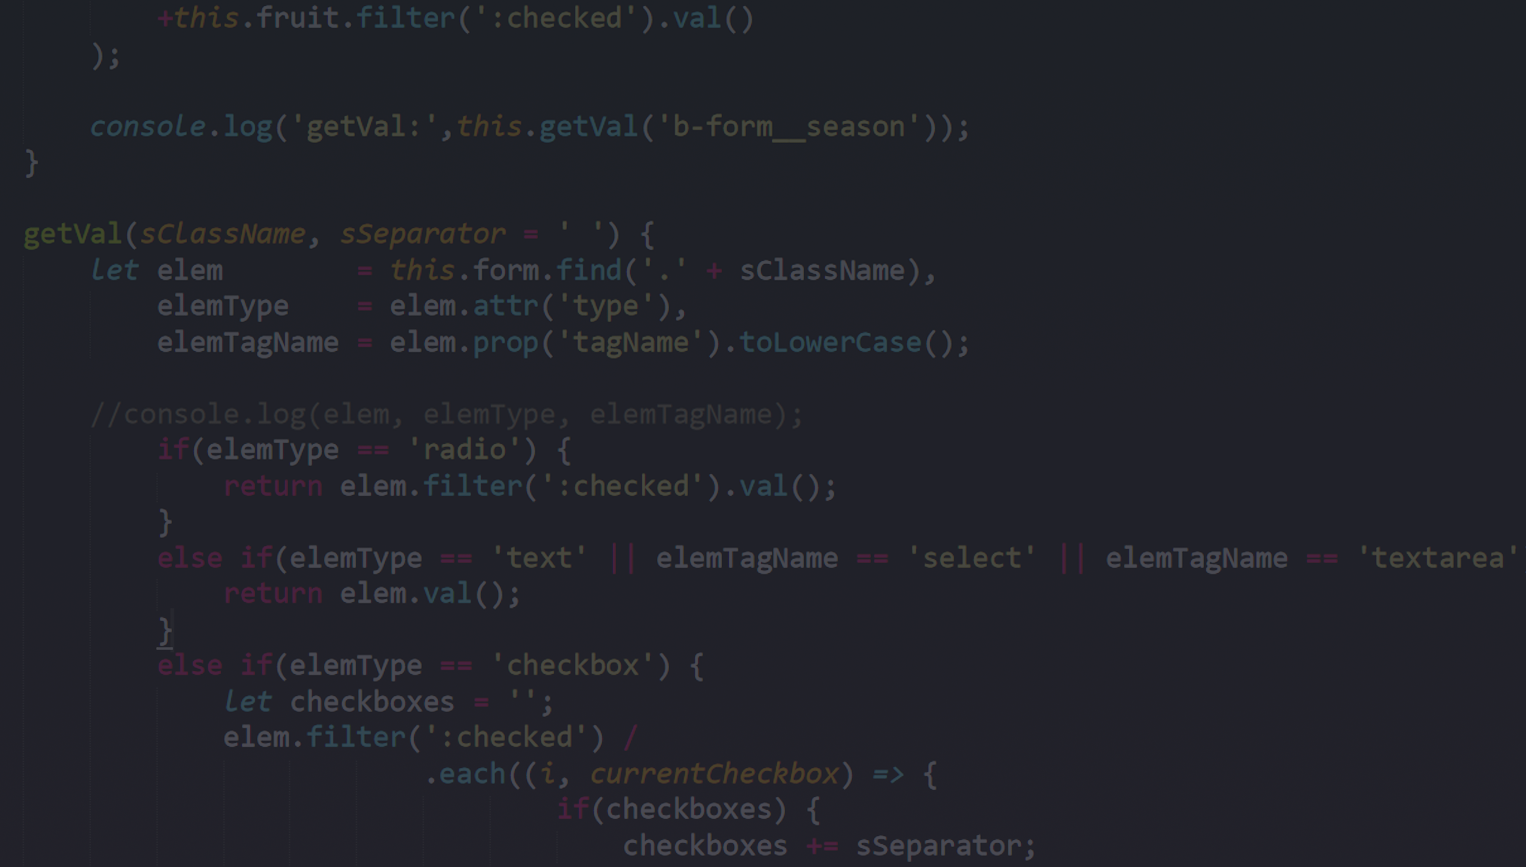 +this.fruit.filter(':checked').val()
);
console.log('getVal:',this.getVal('b-form__season'));
}
getVal(sClassName, sSeparator = ' ') {
let elem = this.form.find('.' + sClassName),
elemType = elem.attr('type'),
elemTagName = elem.prop('tagName').toLowerCase();
//console.log(elem, elemType, elemTagName);
if(elemType == 'radio') {
return elem.filter(':checked').val();
}
else if(elemType == 'text' || elemTagName == 'select' || elemTagName == 'textarea'
return elem.val();
}
else if(elemType == 'checkbox') {
let checkboxes = '';
elem.filter(':checked') /
.each((i, currentCheckbox) => {
if(checkboxes) {
checkboxes += sSeparator;